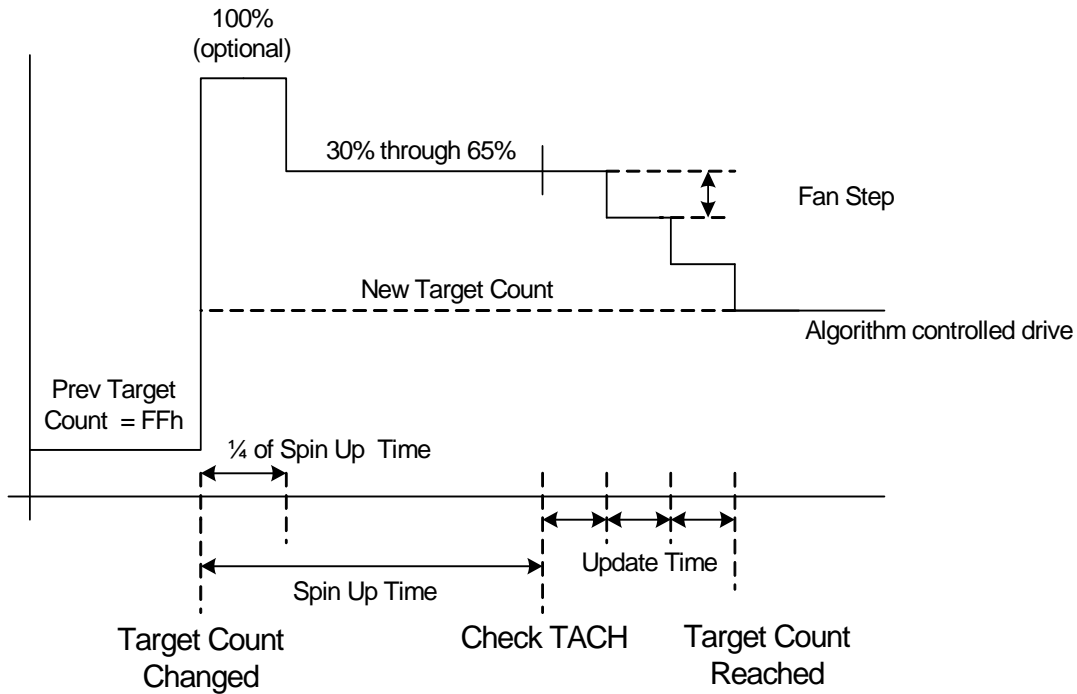 100%
(optional)
30% through 65%
Fan Step
New Target Count
Algorithm controlled drive
Prev Target
Count = FFh
¼ of Spin Up Time
Update Time
Spin Up Time
Target Count
Changed
Check TACH
Target Count
Reached